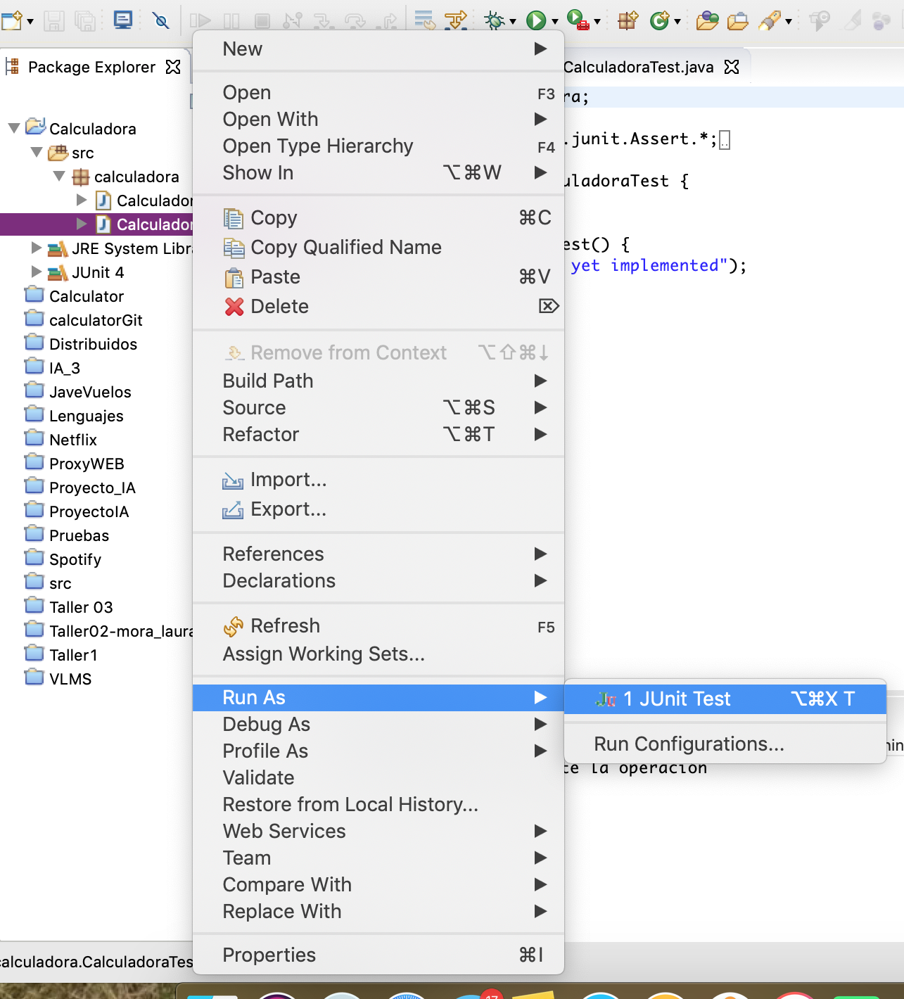 Package Explorer
Calculadora
src
calculadora
JRE System
JUnit 4
Calculator
calculatorGit
Distribuidos
IA_3
JaveVuelos
Lenguajes
Netflix
ProxyWEB
Proyecto_IA
ProyectoIA
Pruebas
Spotify
src
Taller 03
Taller02-mora_laura
Taller1
VLMS
New
Open F3
Open With
Open Type Hierarchy F4
Show In ⌥⌘W
Copy ⌘C
Copy Qualified Name
Paste ⌘V
Delete ⌦
Remove from Context ⌥⇧⌘↓
Build Path
Source ⌥⌘S
Refactor ⌥⌘T
Import...
Export...
References
Declarations
Refresh F5
Assign Working Sets...
Run As
Debug As
Profile As
Validate
Restore from Local History...
Web Services
Team
Compare With
Replace With
Properties ⌘I
1 JUnit Test ⌥⌘X T
Run Configurations...
CalculadoraTest.java
ra;
.junit.Assert.*;
uladoraTest {
est() {
yet implemented");
la operacion
calculadora.CalculadoraTes
17